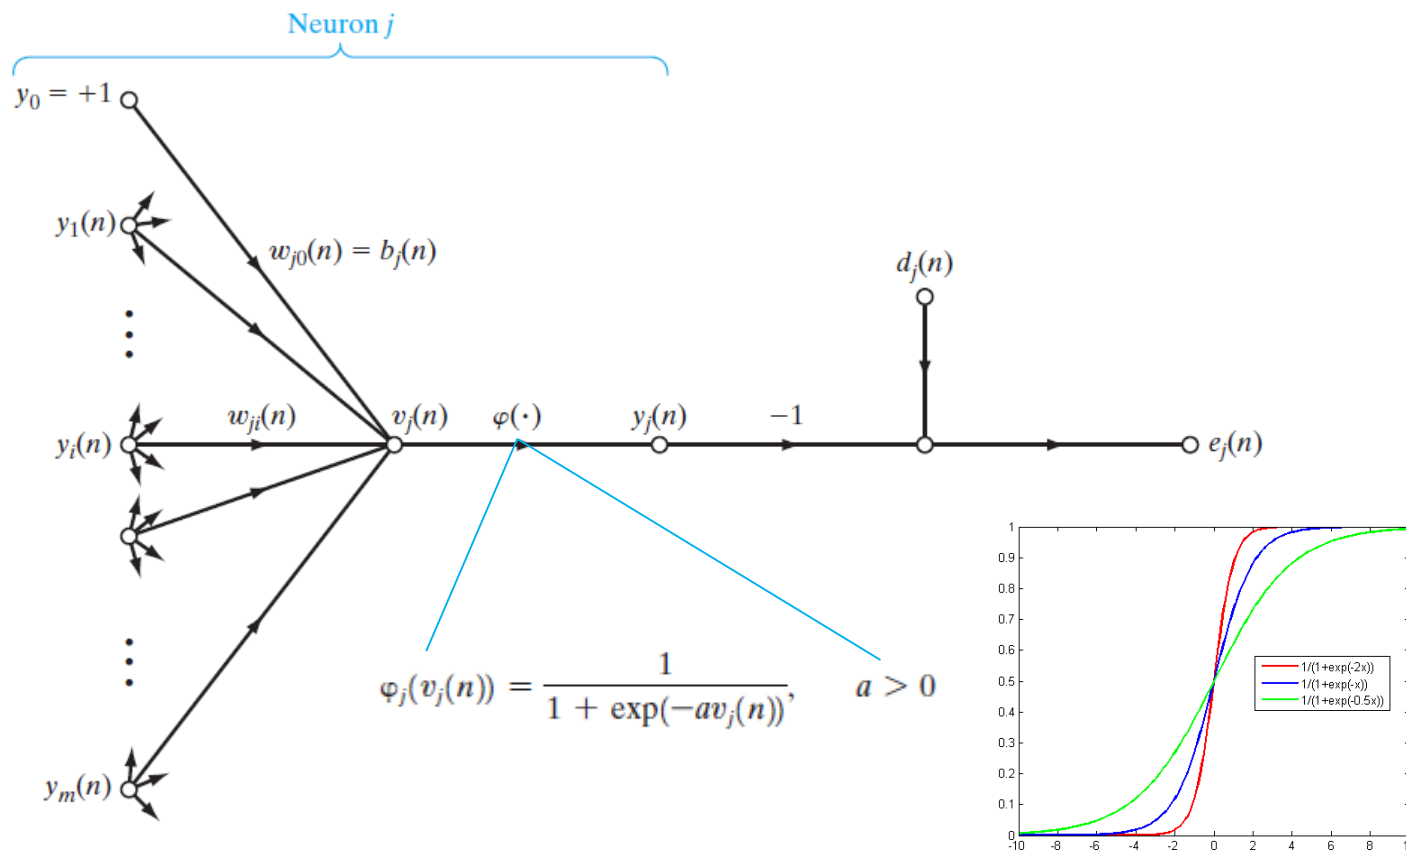 Neuron j
y₀ = +1
y₁(n)
wⱼ₀(n) = bⱼ(n)
dⱼ(n)
⋮
wⱼᵢ(n)
vⱼ(n)
φ(·)
yⱼ(n)
−1
yᵢ(n)
eⱼ(n)
⋮
φⱼ(vⱼ(n)) = 1 / (1 + exp(−avⱼ(n))), a > 0
yₘ(n)
1
0.9
0.8
0.7
0.6
0.5
0.4
0.3
0.2
0.1
0
1/(1+exp(-2x))
1/(1+exp(-x))
1/(1+exp(-0.5x))
-10 -8 -6 -4 -2 0 2 4 6 8 1